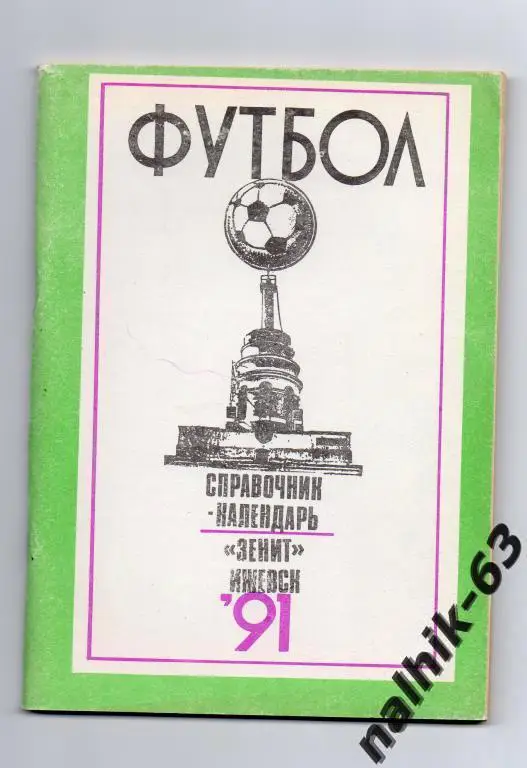 ФУТБОЛ
СПРАВОЧНИК
-КАЛЕНДАРЬ
«ЗЕНИТ»
ИЖЕВСК
'91
nalhik-63